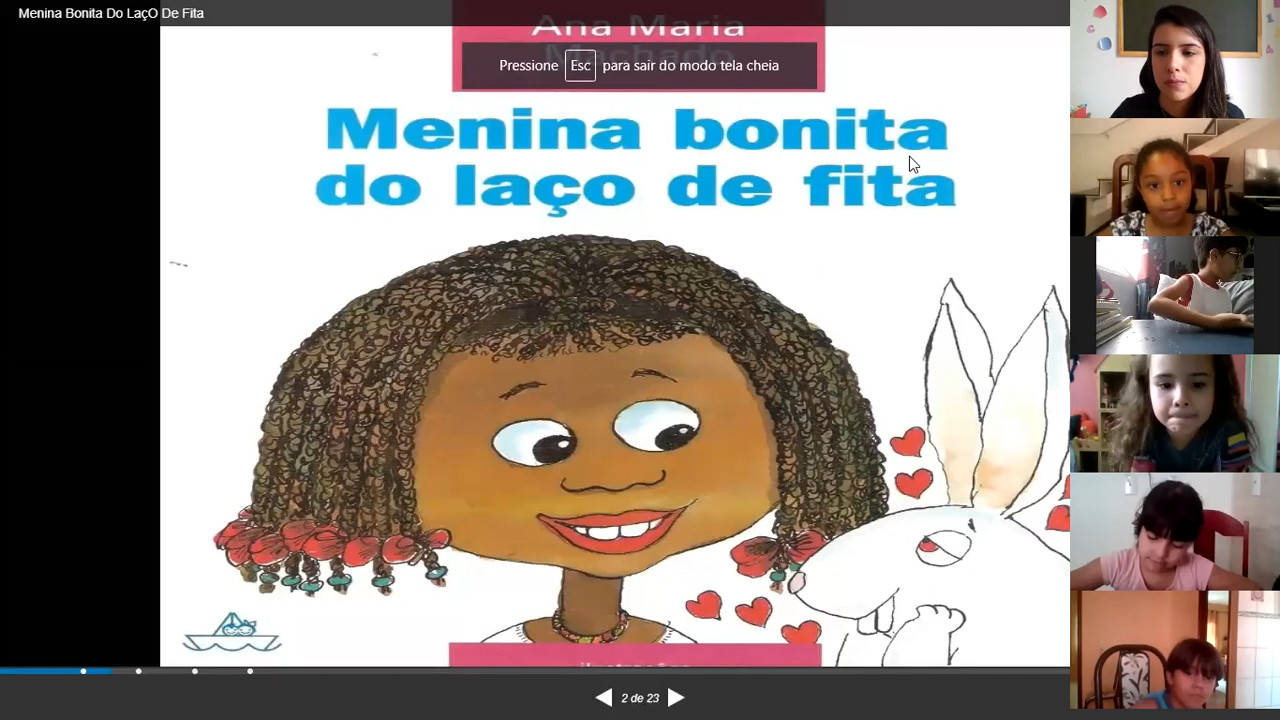 Menina Bonita Do LaçO De Fita
Ana Maria
Machado
Pressione Esc para sair do modo tela cheia
Menina bonita
do laço de fita
2 de 23